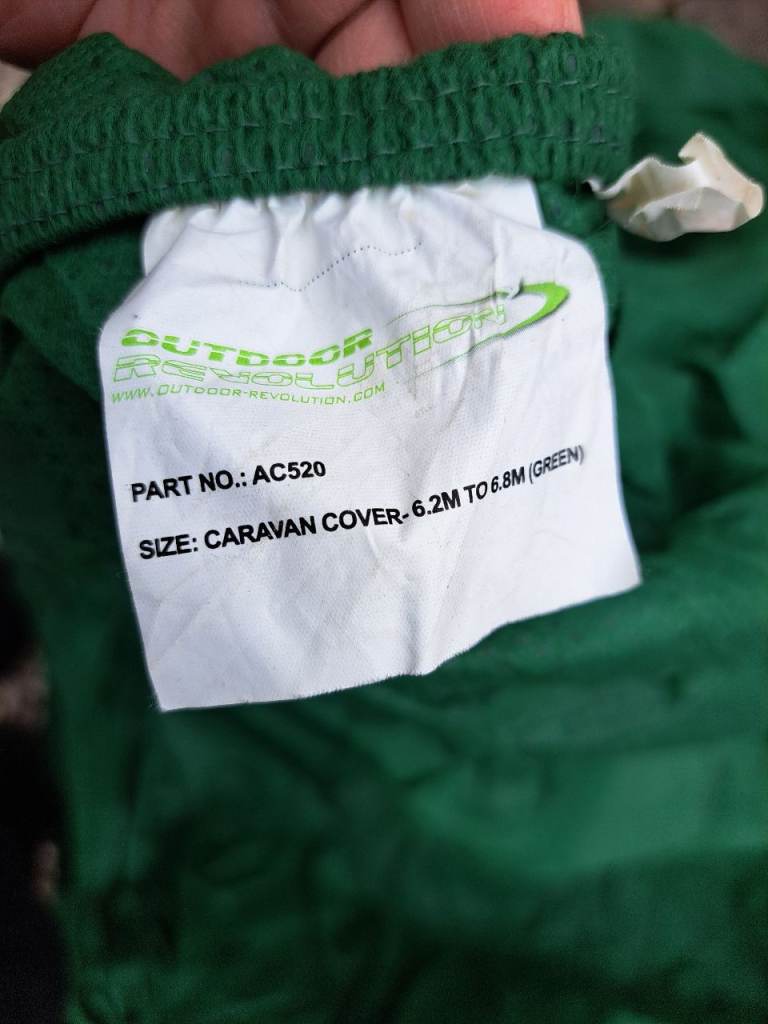 OUTDOOR
REVOLUTION
WWW.OUTDOOR-REVOLUTION.COM
PART NO.: AC520
SIZE: CARAVAN COVER- 6.2M TO 6.8M (GREEN)